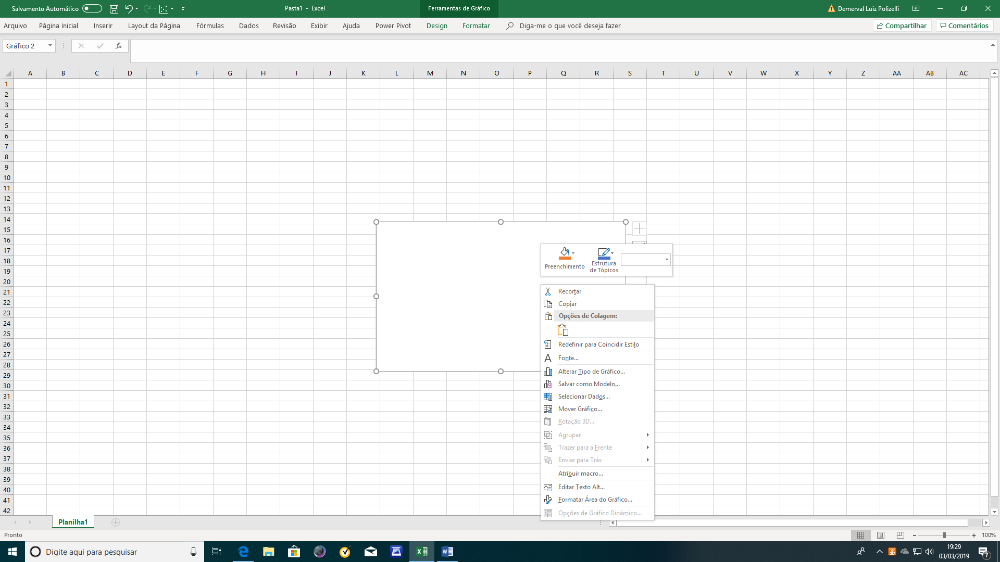 Salvamento Automático
Pasta1 - Excel
Ferramentas de Gráfico
Demerval Luiz Polizelli
Arquivo Página Inicial Inserir Layout da Página Fórmulas Dados Revisão Exibir Ajuda Power Pivot Design Formatar Diga-me o que você deseja fazer Compartilhar Comentários
Gráfico 2 fx
A B C D E F G H I J K L M N O P Q R S T U V W X Y Z AA AB AC
1
2
3
4
5
6
7
8
9
10
11
12
13
14
15
16
17
18
19
20
21
22
23
24
25
26
27
28
29
30
31
32
33
34
35
36
37
38
39
40
41
42
Preenchimento
Estrutura
de Tópicos
Recortar
Copiar
Opções de Colagem:
Redefinir para Coincidir Estilo
Fonte...
Alterar Tipo de Gráfico...
Salvar como Modelo...
Selecionar Dados...
Mover Gráfico...
Rotação 3D...
Agrupar
Trazer para a Frente
Enviar para Trás
Atribuir macro...
Editar Texto Alt...
Formatar Área do Gráfico...
Opções de Gráfico Dinâmico...
Planilha1
Pronto
100%
Digite aqui para pesquisar
19:29
03/03/2019
7